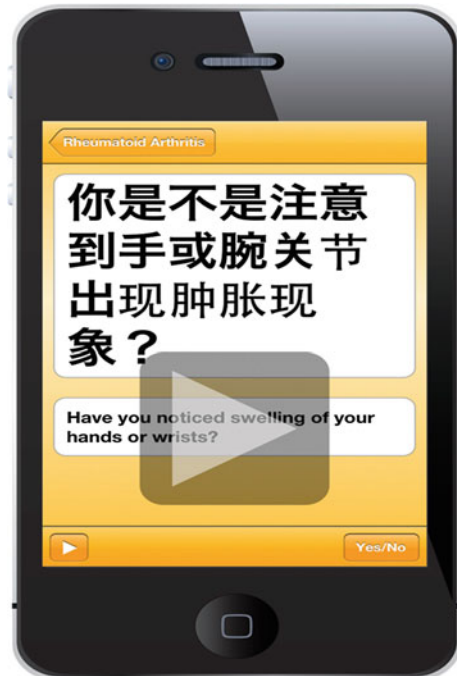 Rheumatoid Arthritis
你是不是注意
到手或腕关节
出现肿胀现
象？
Have you noticed swelling of your
hands or wrists?
Yes/No